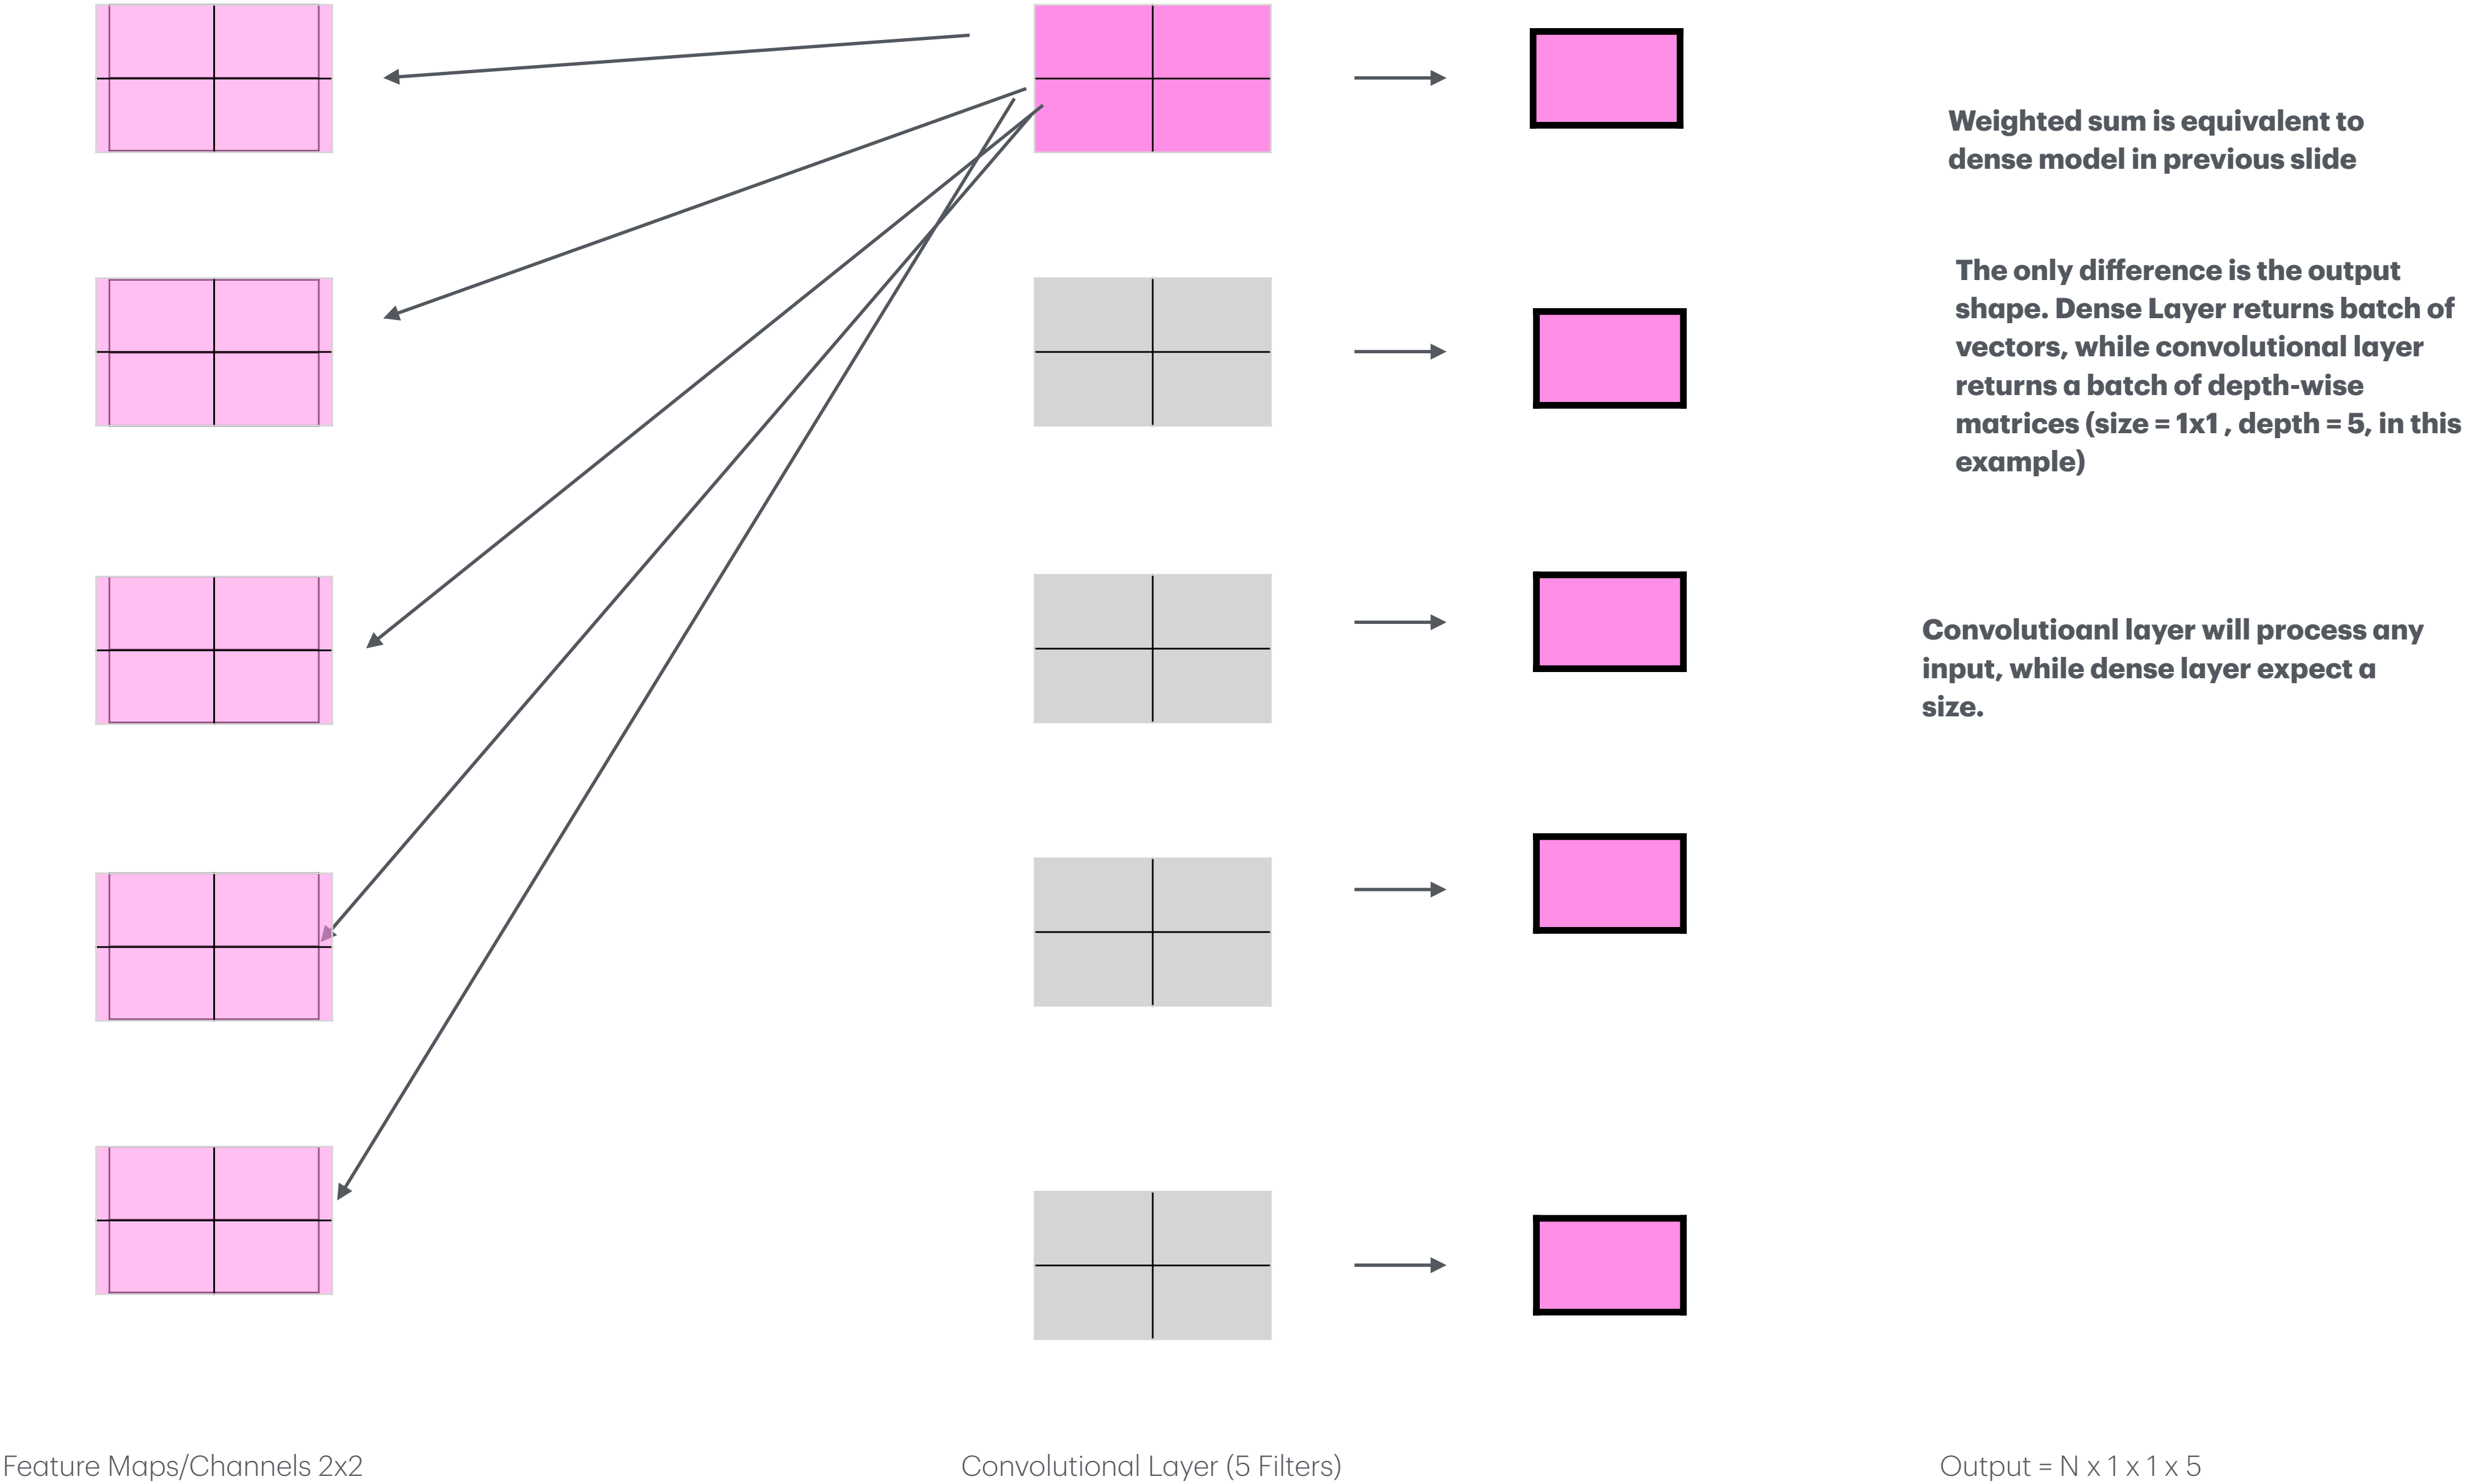 Weighted sum is equivalent to
dense model in previous slide
The only difference is the output
shape. Dense Layer returns batch of
vectors, while convolutional layer
returns a batch of depth-wise
matrices (size = 1x1 , depth = 5, in this
example)
Convolutioanl layer will process any
input, while dense layer expect a
size.
Feature Maps/Channels 2x2
Convolutional Layer (5 Filters)
Output = N x 1 x 1 x 5